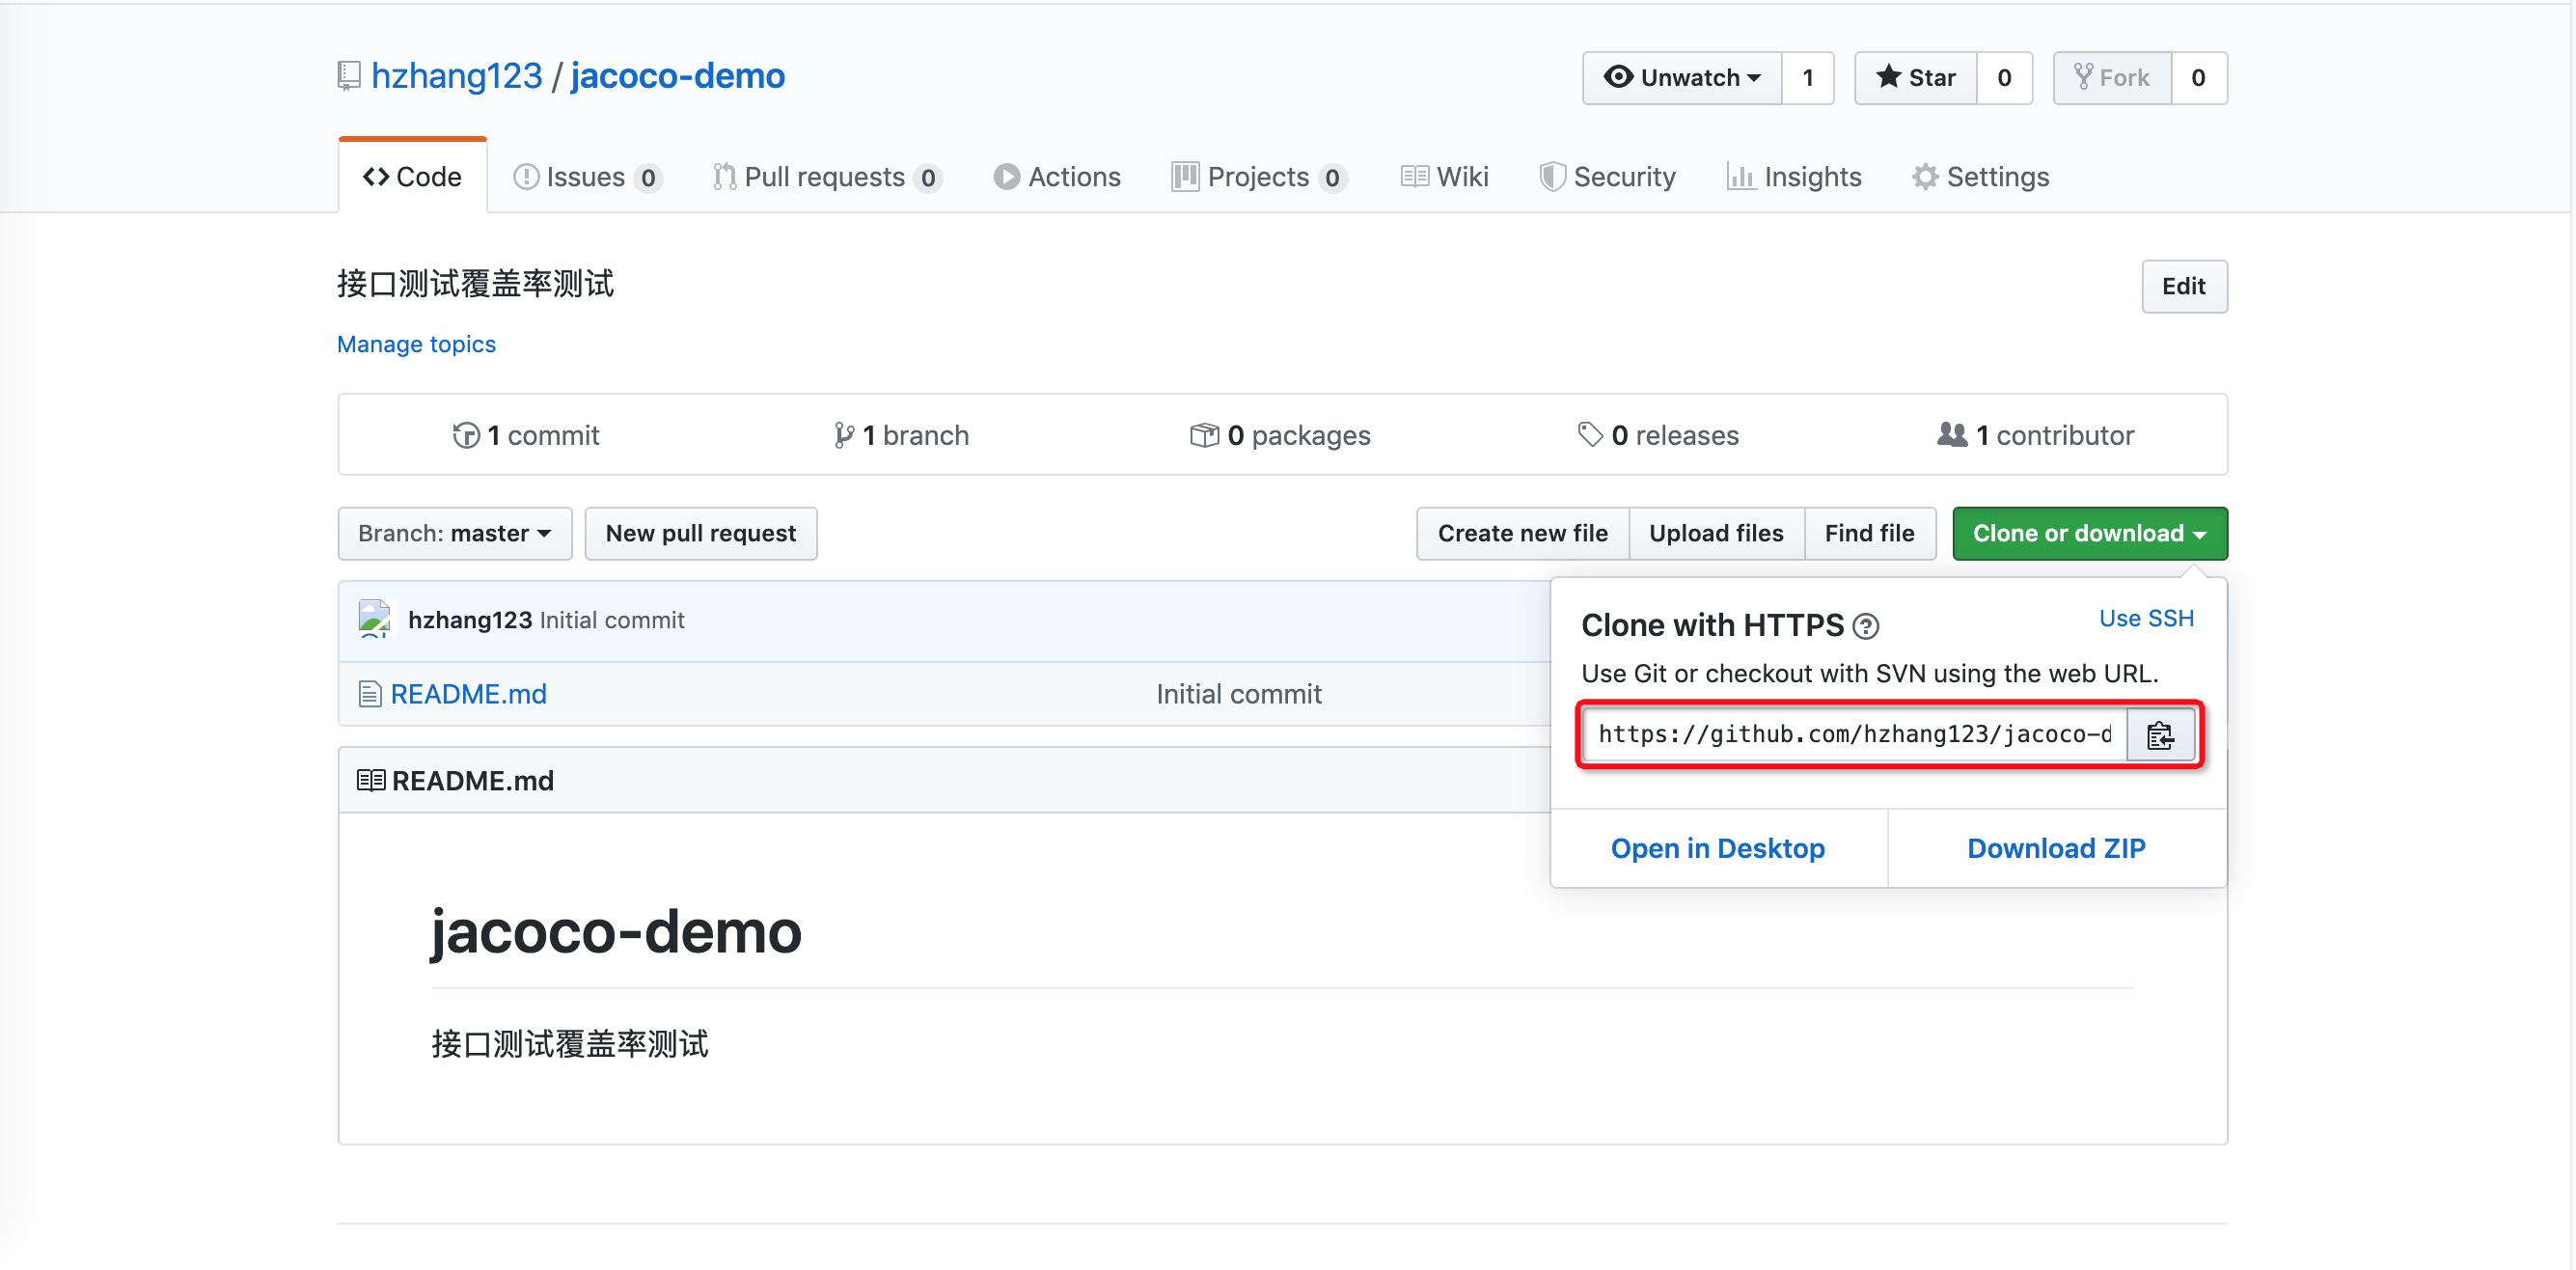 hzhang123 / jacoco-demo
Unwatch 1
Star 0
Fork 0
Code
Issues 0
Pull requests 0
Actions
Projects 0
Wiki
Security
Insights
Settings
接口测试覆盖率测试
Edit
Manage topics
1 commit
1 branch
0 packages
0 releases
1 contributor
Branch: master
New pull request
Create new file
Upload files
Find file
Clone or download
hzhang123 Initial commit
README.md
Initial commit
Clone with HTTPS
Use SSH
Use Git or checkout with SVN using the web URL.
https://github.com/hzhang123/jacoco-d
Open in Desktop
Download ZIP
README.md
jacoco-demo
接口测试覆盖率测试